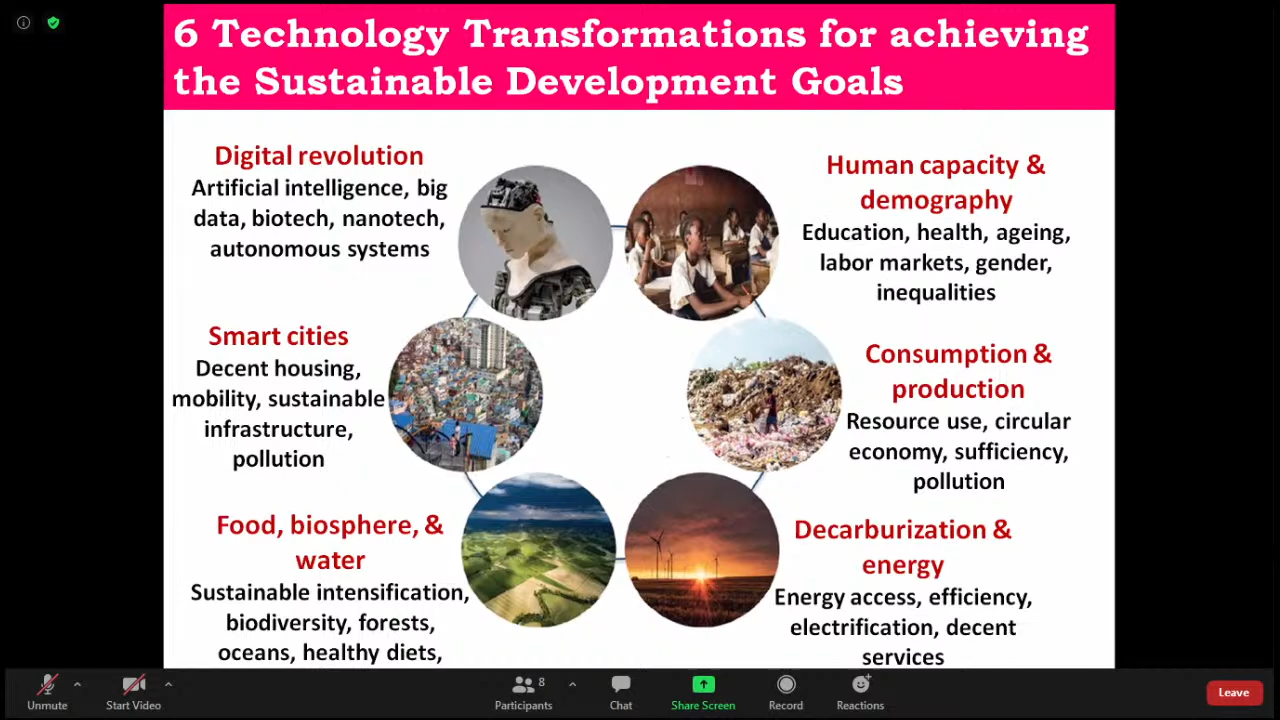 6 Technology Transformations for achieving
the Sustainable Development Goals
Digital revolution
Artificial intelligence, big
data, biotech, nanotech,
autonomous systems
Human capacity &
demography
Education, health, ageing,
labor markets, gender,
inequalities
Smart cities
Decent housing,
mobility, sustainable
infrastructure,
pollution
Consumption &
production
Resource use, circular
economy, sufficiency,
pollution
Food, biosphere, &
water
Sustainable intensification,
biodiversity, forests,
oceans, healthy diets,
Decarburization &
energy
Energy access, efficiency,
electrification, decent
services
Unmute
Start Video
8
Participants
Chat
Share Screen
Record
Reactions
Leave